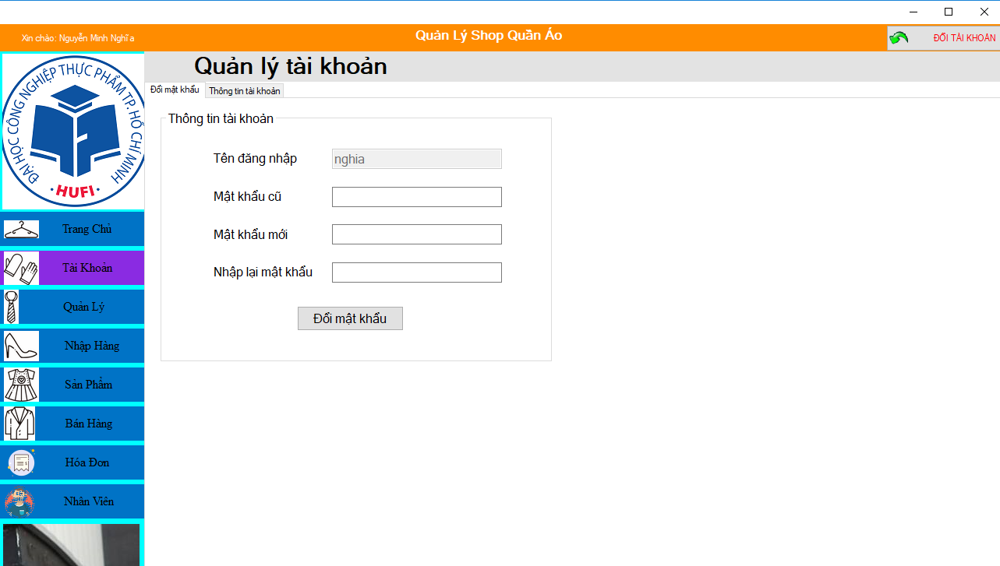 Xin chào: Nguyễn Minh Nghĩa
Quản Lý Shop Quần Áo
ĐỔI TÀI KHOẢN
ĐẠI HỌC CÔNG NGHIỆP THỰC PHẨM TP. HỒ CHÍ MINH
HUFI
Quản lý tài khoản
Đổi mật khẩu
Thông tin tài khoản
Thông tin tài khoản
Tên đăng nhập
nghia
Mật khẩu cũ
Mật khẩu mới
Nhập lại mật khẩu
Đổi mật khẩu
Trang Chủ
Tài Khoản
Quản Lý
Nhập Hàng
Sản Phẩm
Bán Hàng
Hóa Đơn
Nhân Viên